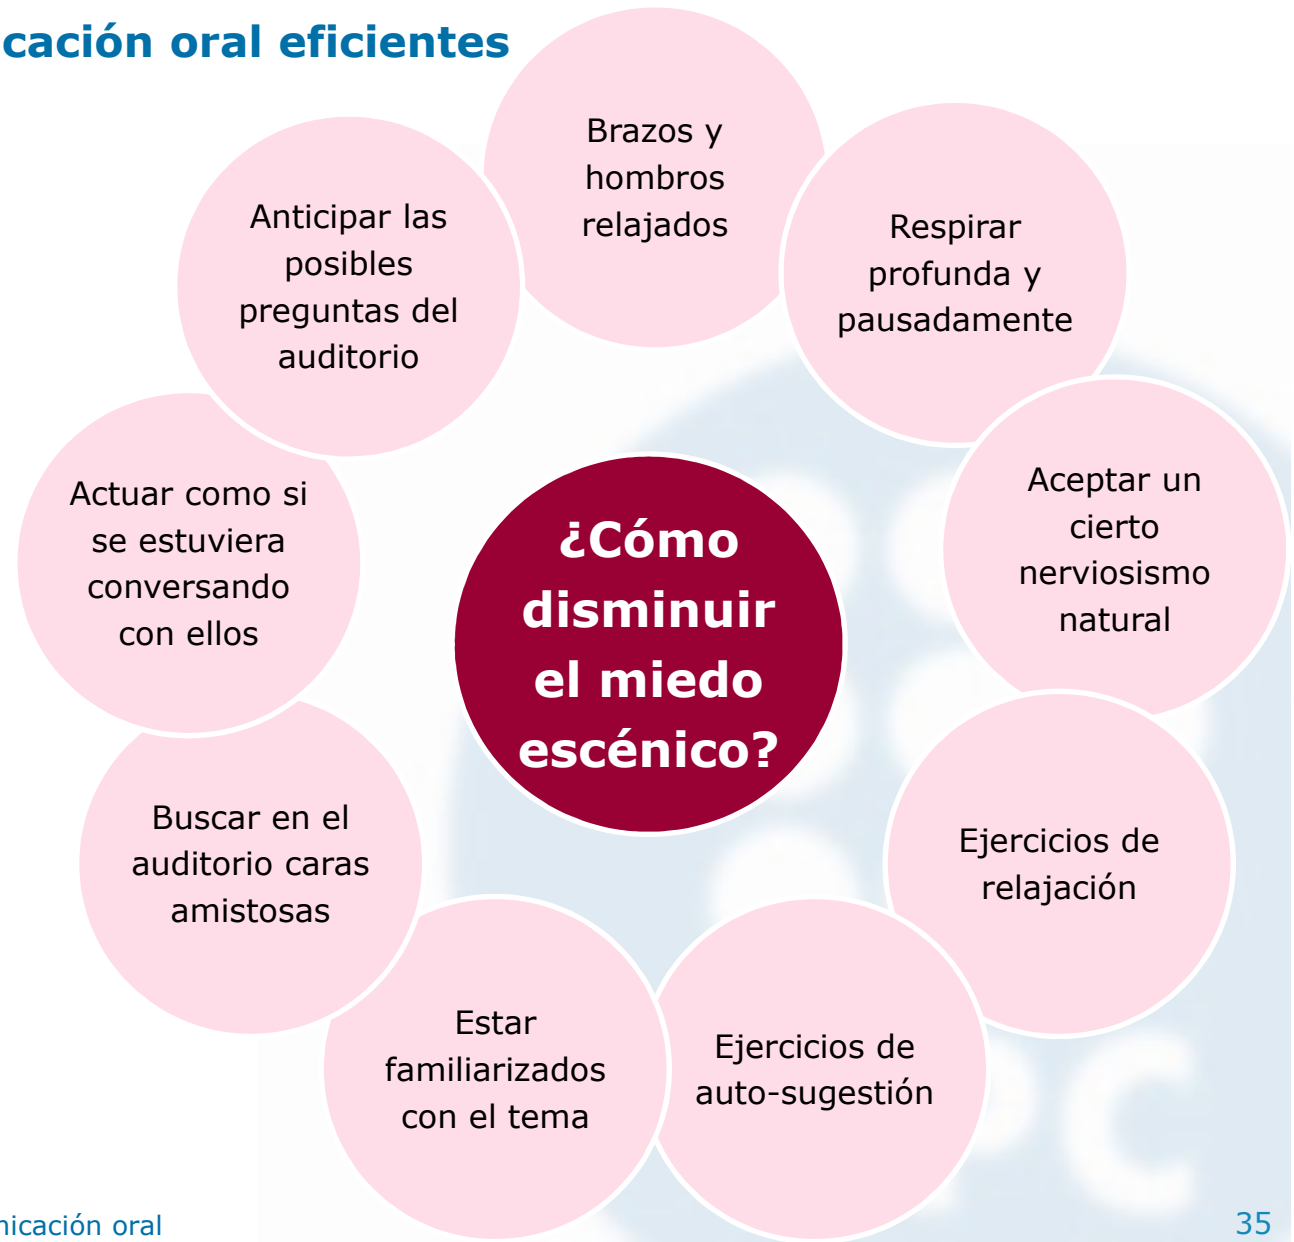 cación oral eficientes
Brazos y
hombros
relajados
Respirar
profunda y
pausadamente
Aceptar un
cierto
nerviosismo
natural
Ejercicios de
relajación
Ejercicios de
auto-sugestión
Estar
familiarizados
con el tema
Buscar en el
auditorio caras
amistosas
Actuar como si
se estuviera
conversando
con ellos
Anticipar las
posibles
preguntas del
auditorio
¿Cómo
disminuir
el miedo
escénico?
nicación oral
35